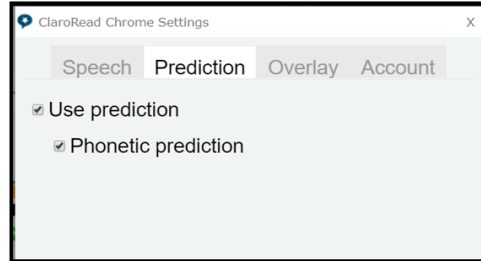 ClaroRead Chrome Settings X
Speech Prediction Overlay Account
Use prediction
Phonetic prediction